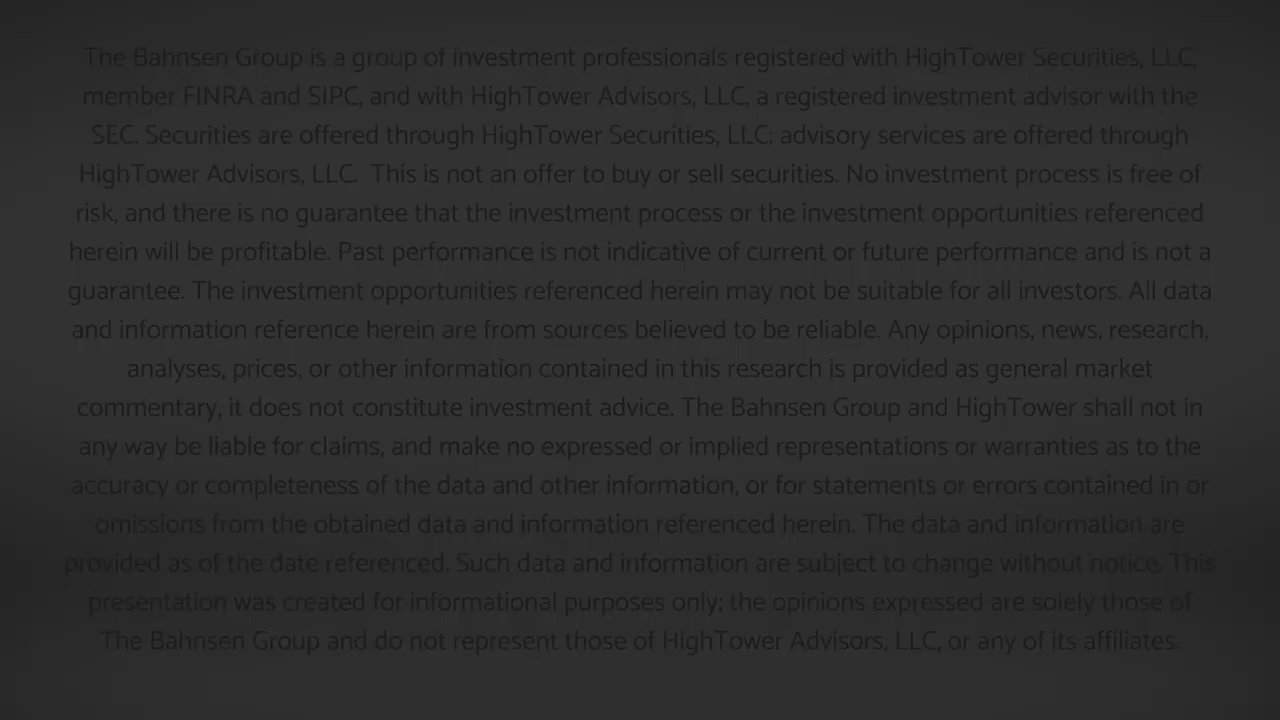 The Bahnsen Group is a group of investment professionals registered with HighTower Securities, LLC,
member FINRA and SIPC, and with HighTower Advisors, LLC, a registered investment advisor with the
SEC. Securities are offered through HighTower Securities, LLC; advisory services are offered through
HighTower Advisors, LLC.  This is not an offer to buy or sell securities. No investment process is free of
risk, and there is no guarantee that the investment process or the investment opportunities referenced
herein will be profitable. Past performance is not indicative of current or future performance and is not a
guarantee. The investment opportunities referenced herein may not be suitable for all investors. All data
and information reference herein are from sources believed to be reliable. Any opinions, news, research,
analyses, prices, or other information contained in this research is provided as general market
commentary, it does not constitute investment advice. The Bahnsen Group and HighTower shall not in
any way be liable for claims, and make no expressed or implied representations or warranties as to the
accuracy or completeness of the data and other information, or for statements or errors contained in or
omissions from the obtained data and information referenced herein. The data and information are
provided as of the date referenced. Such data and information are subject to change without notice. This
presentation was created for informational purposes only; the opinions expressed are solely those of
The Bahnsen Group and do not represent those of HighTower Advisors, LLC, or any of its affiliates.